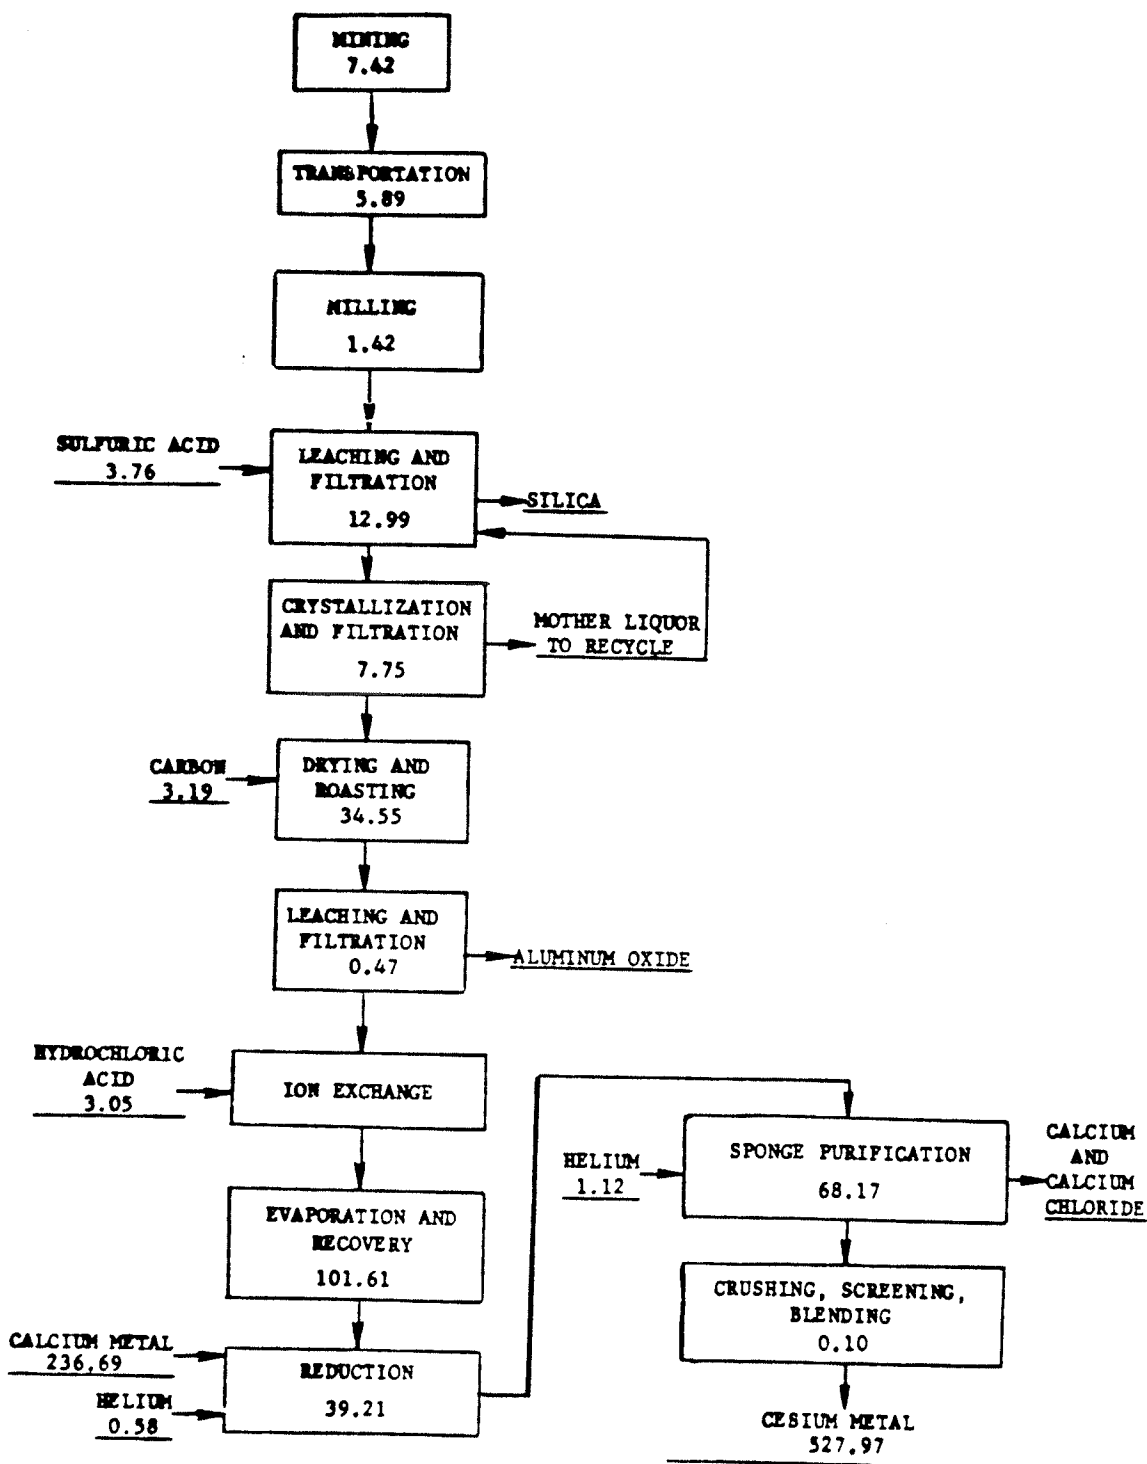 MINING
7.42
TRANSPORTATION
5.89
MILLING
1.42
SULFURIC ACID
3.76
LEACHING AND
FILTRATION
12.99
SILICA
CRYSTALLIZATION
AND FILTRATION
7.75
MOTHER LIQUOR
TO RECYCLE
CARBON
3.19
DRYING AND
ROASTING
34.55
LEACHING AND
FILTRATION
0.47
ALUMINUM OXIDE
HYDROCHLORIC
ACID
3.05
ION EXCHANGE
EVAPORATION AND
RECOVERY
101.61
CALCIUM METAL
236.69
HELIUM
0.58
REDUCTION
39.21
HELIUM
1.12
SPONGE PURIFICATION
68.17
CALCIUM
AND
CALCIUM
CHLORIDE
CRUSHING, SCREENING,
BLENDING
0.10
CESIUM METAL
527.97